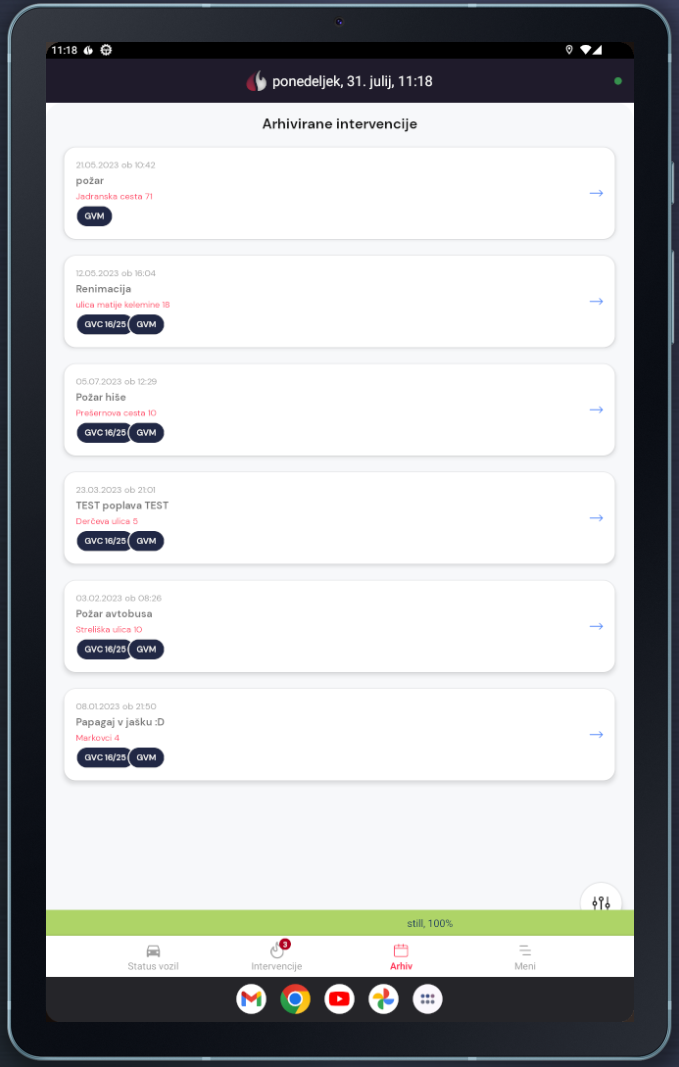 11:18
ponedeljek, 31. julij, 11:18
Arhivirane intervencije
21.05.2023 ob 10:42
požar
Jadranska cesta 71
GVM
12.05.2023 ob 16:04
Renimacija
ulica matije kelemine 18
GVC 16/25 GVM
05.07.2023 ob 12:29
Požar hiše
Prešernova cesta 10
GVC 16/25 GVM
23.03.2023 ob 21:01
TEST poplava TEST
Derčeva ulica 5
GVC 16/25 GVM
03.02.2023 ob 08:26
Požar avtobusa
Streliška ulica 10
GVC 16/25 GVM
08.01.2023 ob 21:50
Papagaj v jašku :D
Markovci 4
GVC 16/25 GVM
still, 100%
3
Status vozil Intervencije Arhiv Meni